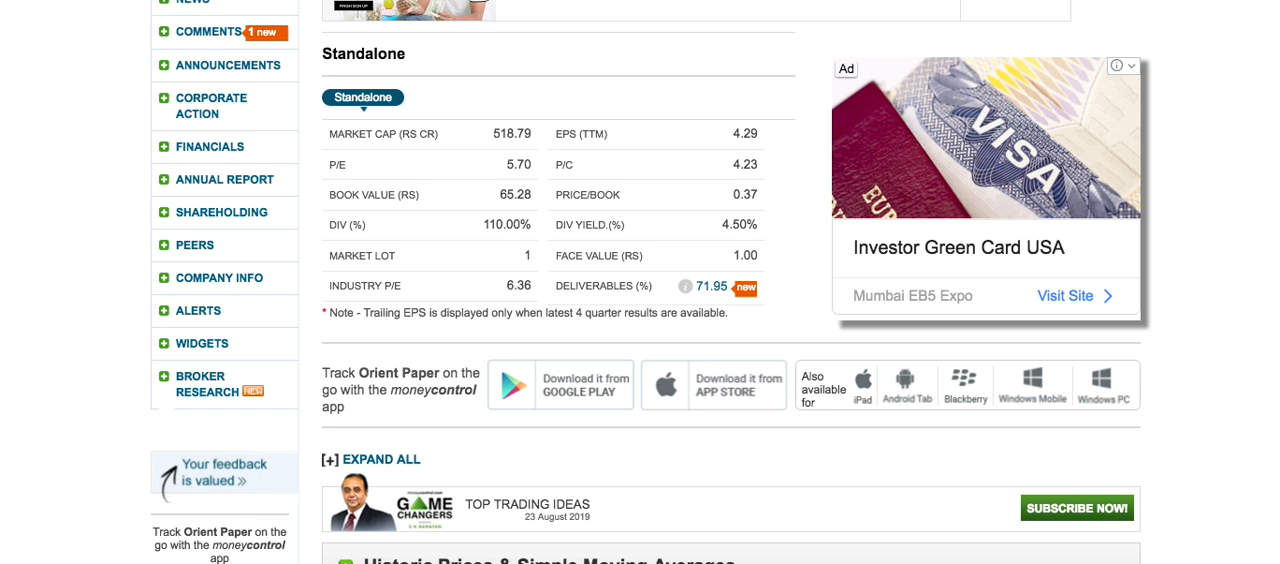 NEWS
COMMENTS 1 new
ANNOUNCEMENTS
CORPORATE
ACTION
FINANCIALS
ANNUAL REPORT
SHAREHOLDING
PEERS
COMPANY INFO
ALERTS
WIDGETS
BROKER
RESEARCH NEW
Your feedback
is valued »
Track Orient Paper on the
go with the moneycontrol
app
Standalone
Standalone
MARKET CAP (RS CR) 518.79 EPS (TTM) 4.29
P/E 5.70 P/C 4.23
BOOK VALUE (RS) 65.28 PRICE/BOOK 0.37
DIV (%) 110.00% DIV YIELD.(%) 4.50%
MARKET LOT 1 FACE VALUE (RS) 1.00
INDUSTRY P/E 6.36 DELIVERABLES (%) 71.95 new
* Note - Trailing EPS is displayed only when latest 4 quarter results are available.
Ad
VISA
Investor Green Card USA
Mumbai EB5 Expo Visit Site
Track Orient Paper on the
go with the moneycontrol
app
Download it from
GOOGLE PLAY
Download it from
APP STORE
Also
available
for
iPad Android Tab Blackberry Windows Mobile Windows PC
[+] EXPAND ALL
GAME
CHANGERS
TOP TRADING IDEAS
23 August 2019
SUBSCRIBE NOW!
Historic Prices & Simple Moving Averages